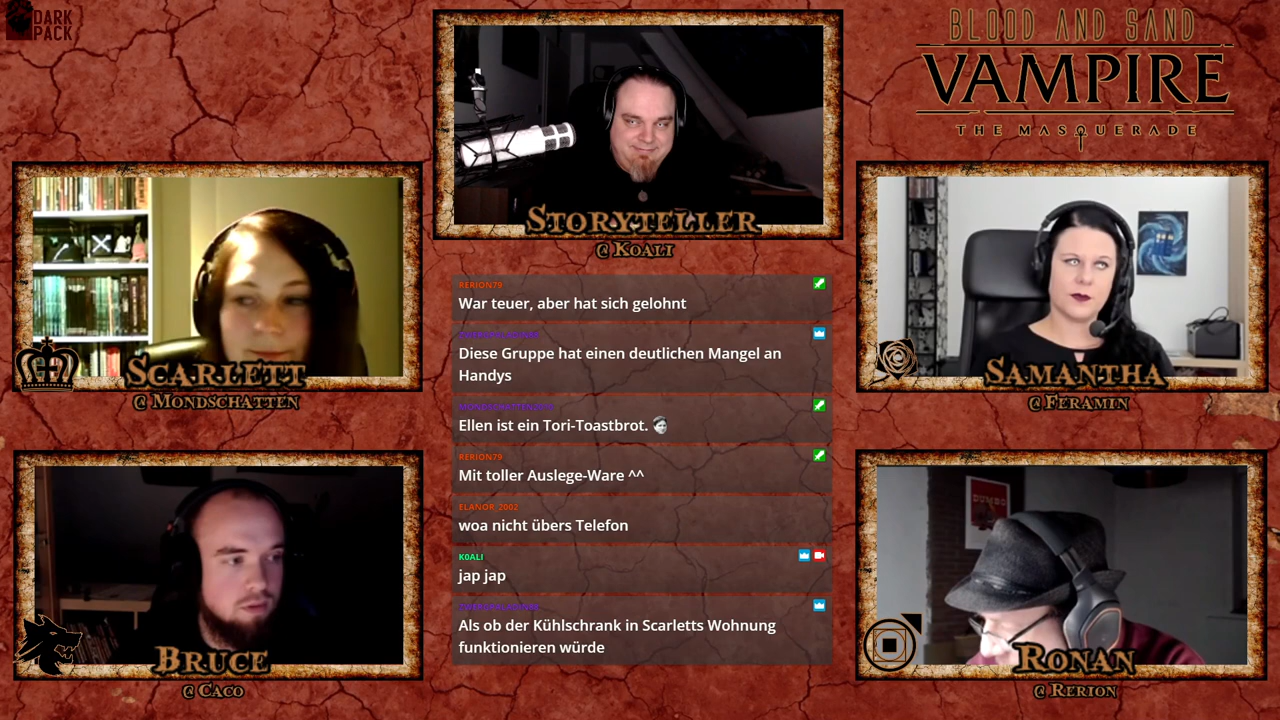 DARK
PACK
BLOOD AND SAND
VAMPIRE
THE MASQUERADE
STORYTELLER
@ KOALI
SCARLETT
@ MONDSCHATTEN
SAMANTHA
@ FERAMIN
RERION79
War teuer, aber hat sich gelohnt
Diese Gruppe hat einen deutlichen Mangel an
Handys
Ellen ist ein Tori-Toastbrot.
RERION79
Mit toller Auslege-Ware ^^
ELANOR_2002
woa nicht übers Telefon
K0ALI
jap jap
Als ob der Kühlschrank in Scarletts Wohnung
funktionieren würde
BRUCE
@ CACO
DUMBO
RONAN
@ RERION